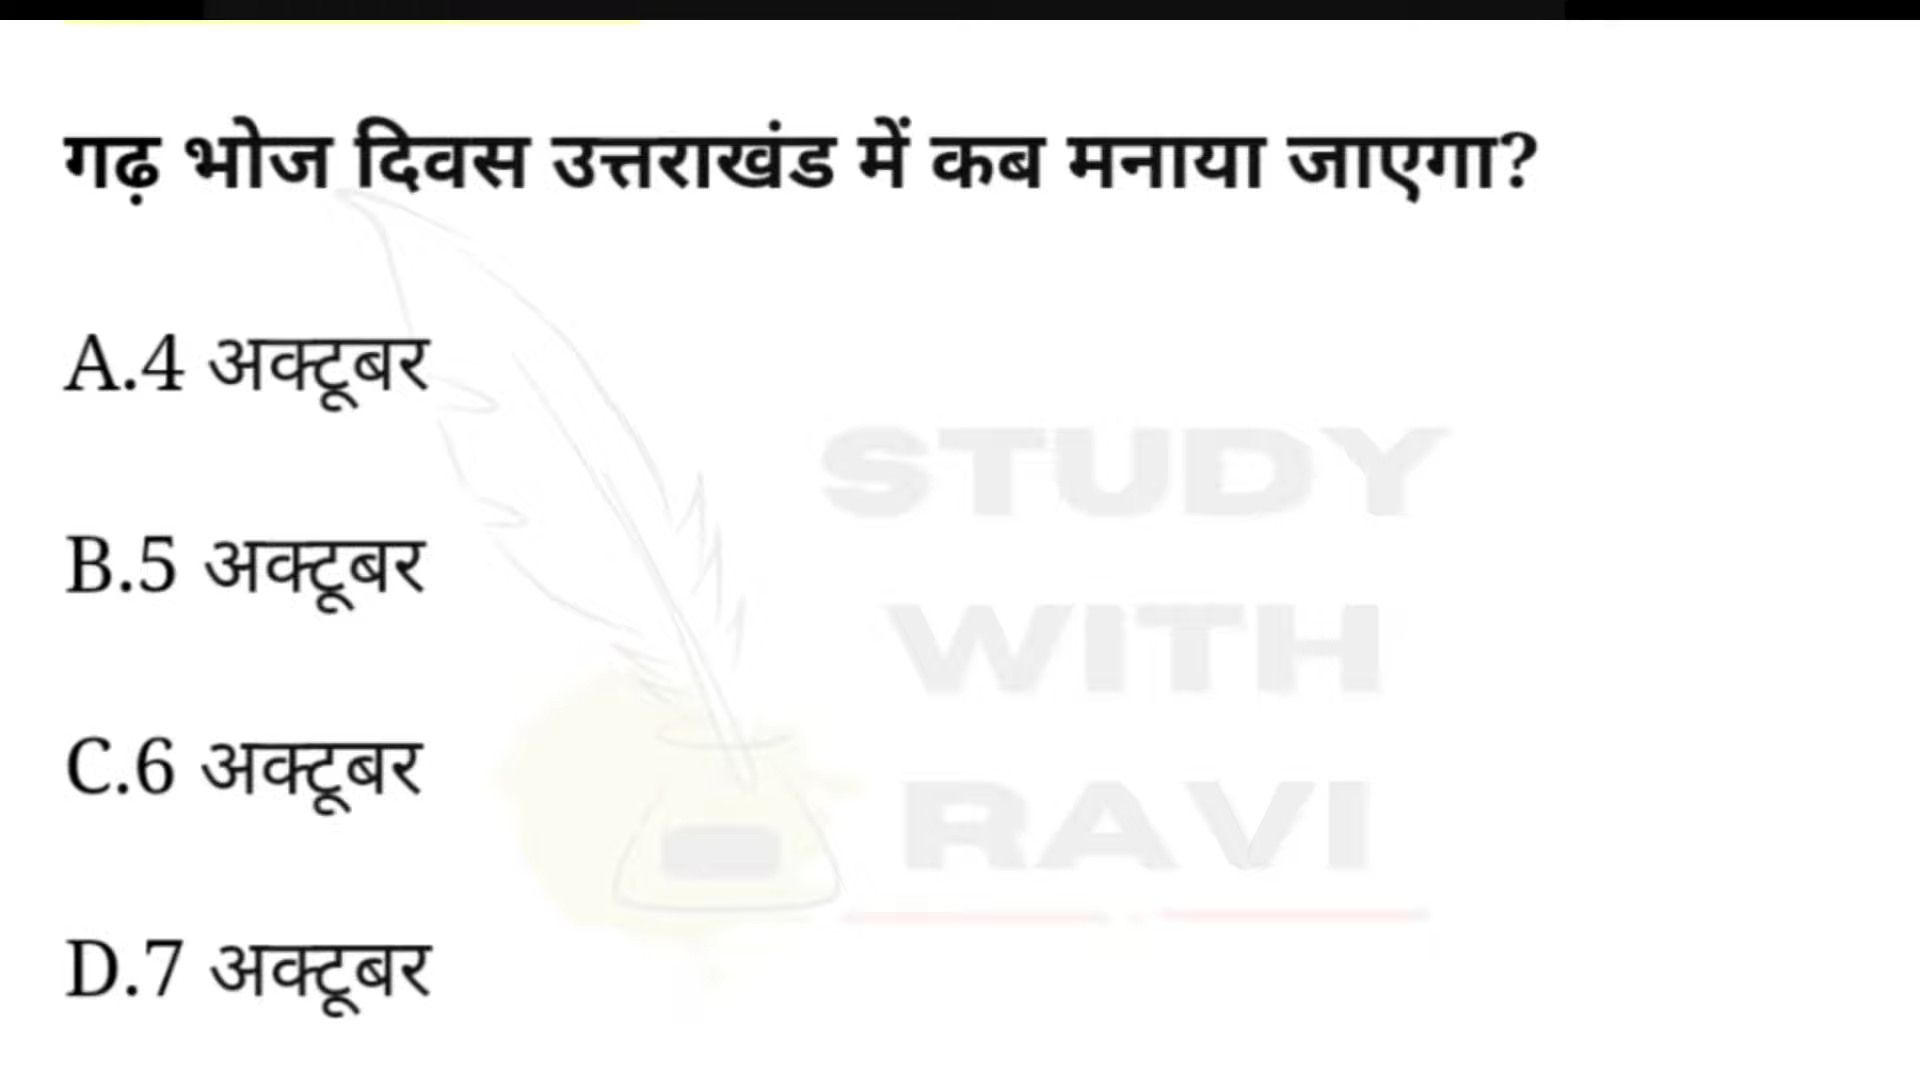 गढ़ भोज दिवस उत्तराखंड में कब मनाया जाएगा?
A.4 अक्टूबर
B.5 अक्टूबर
C.6 अक्टूबर
D.7 अक्टूबर
STUDY
WITH
RAVI